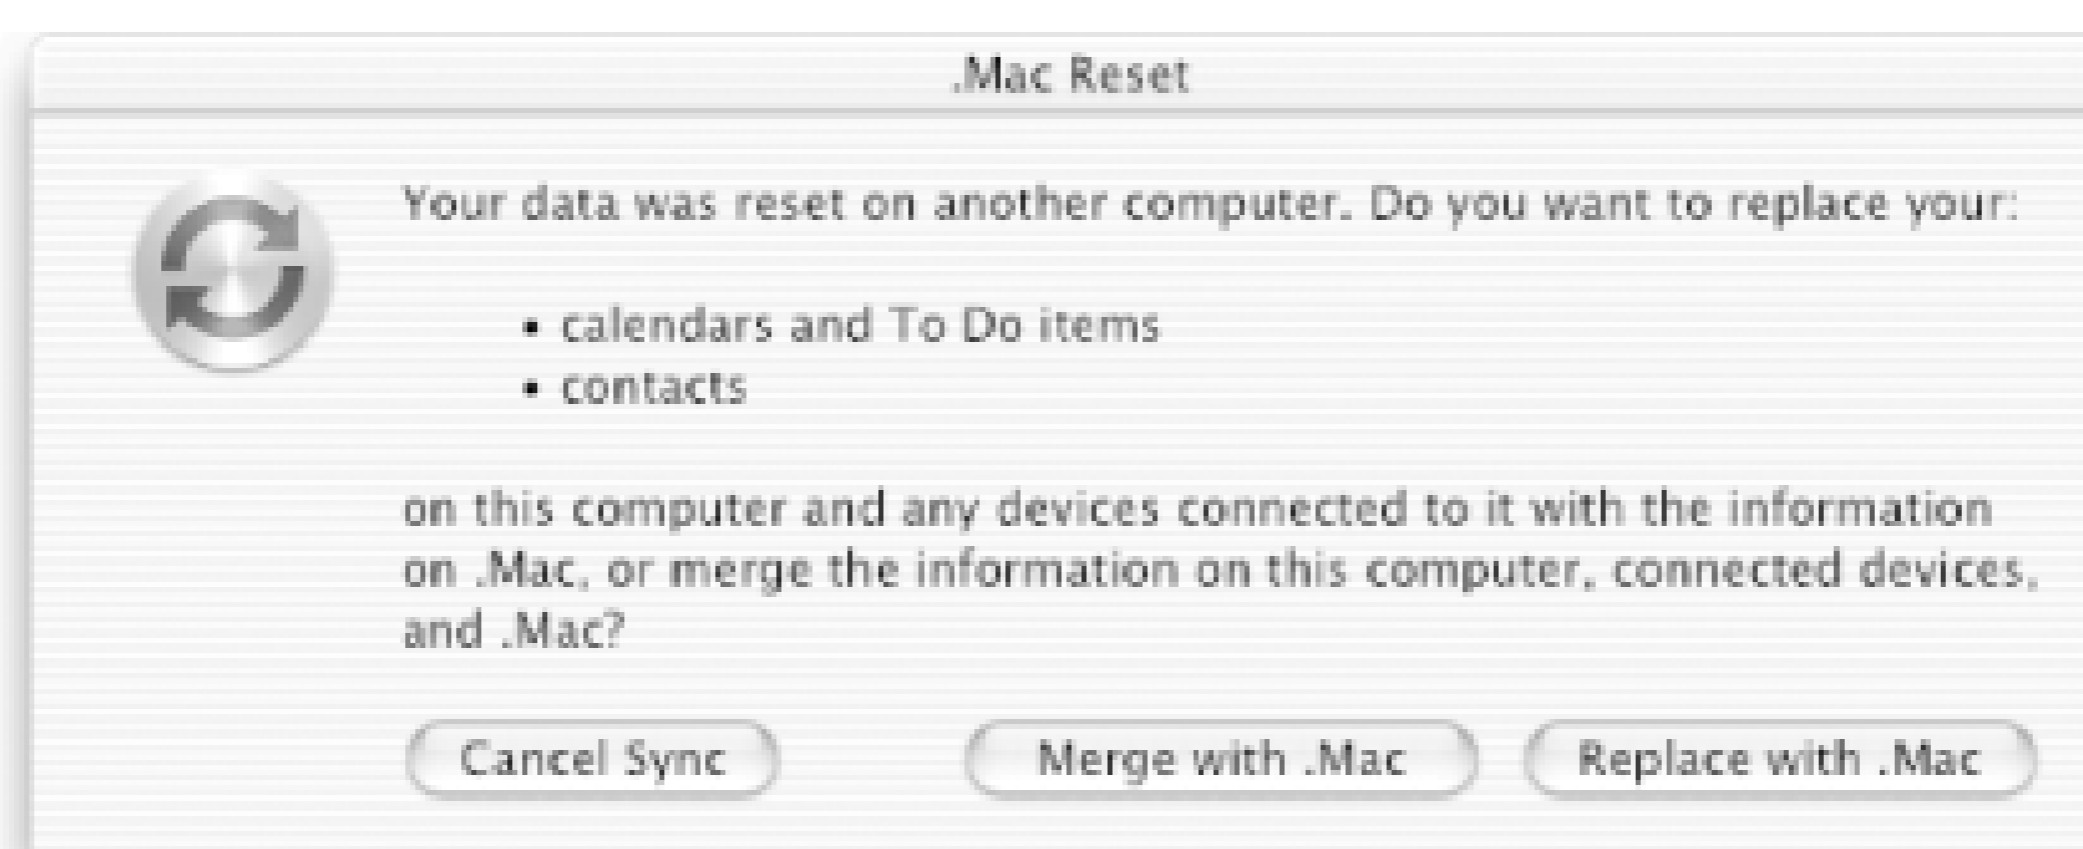 .Mac Reset
Your data was reset on another computer. Do you want to replace your:
• calendars and To Do items
• contacts
on this computer and any devices connected to it with the information
on .Mac, or merge the information on this computer, connected devices,
and .Mac?
Cancel Sync
Merge with .Mac
Replace with .Mac